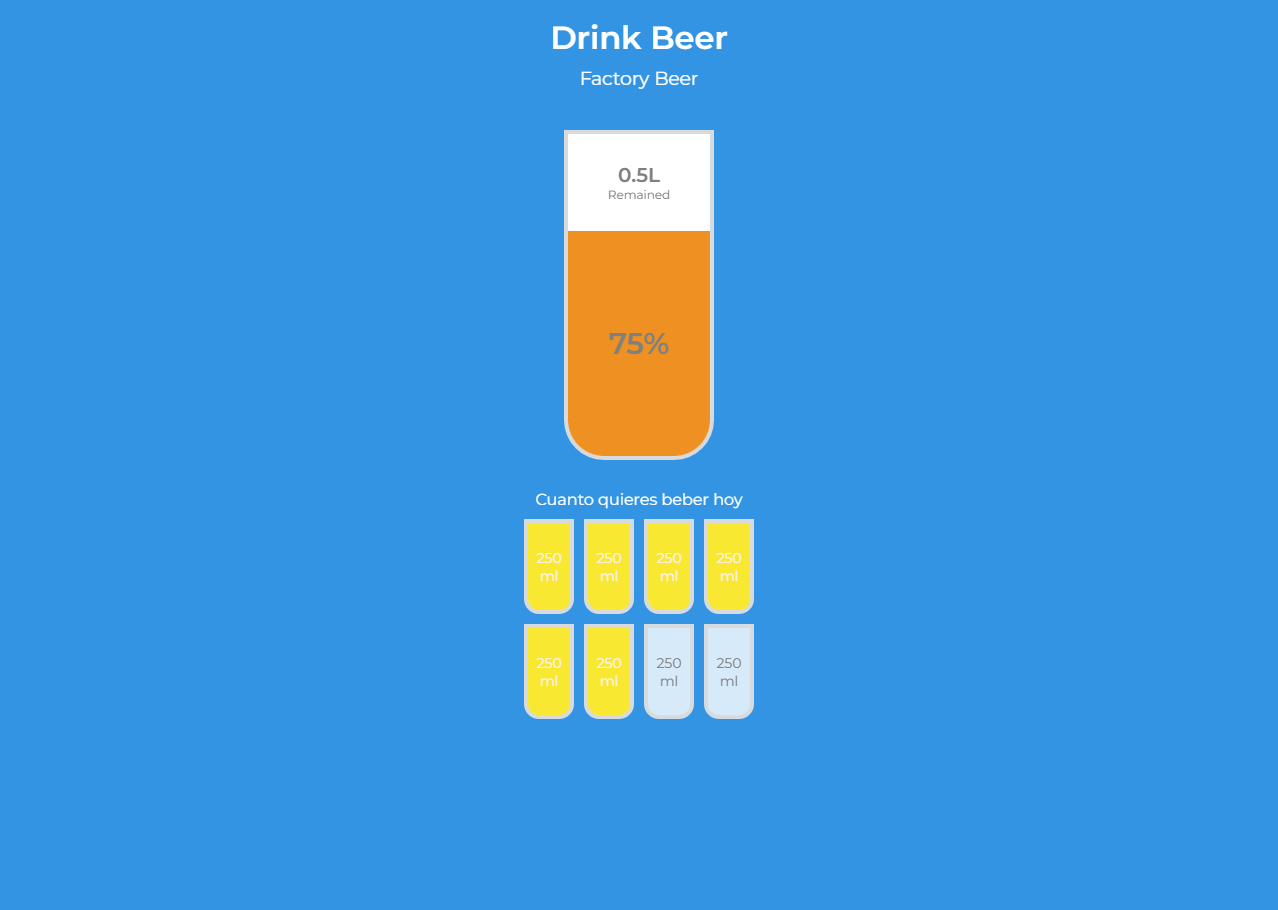 Drink Beer
Factory Beer
0.5L
Remained
75%
Cuanto quieres beber hoy
250 250 250 250
ml ml ml ml
250 250 250 250
ml ml ml ml